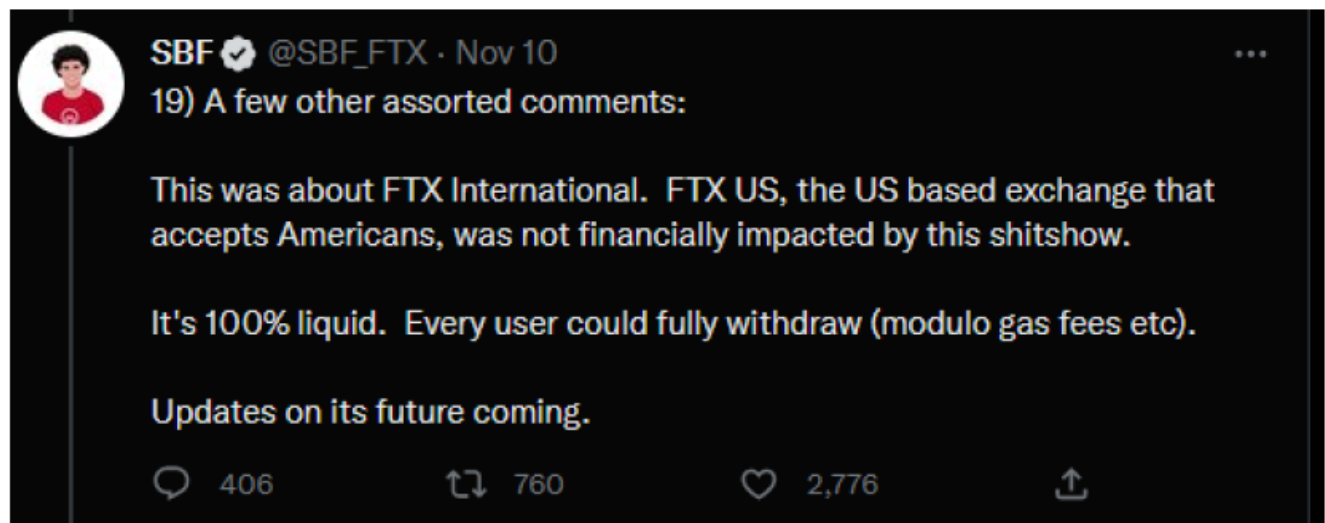 SBF @SBF_FTX · Nov 10
19) A few other assorted comments:
This was about FTX International.  FTX US, the US based exchange that
accepts Americans, was not financially impacted by this shitshow.
It's 100% liquid.  Every user could fully withdraw (modulo gas fees etc).
Updates on its future coming.
406 760 2,776